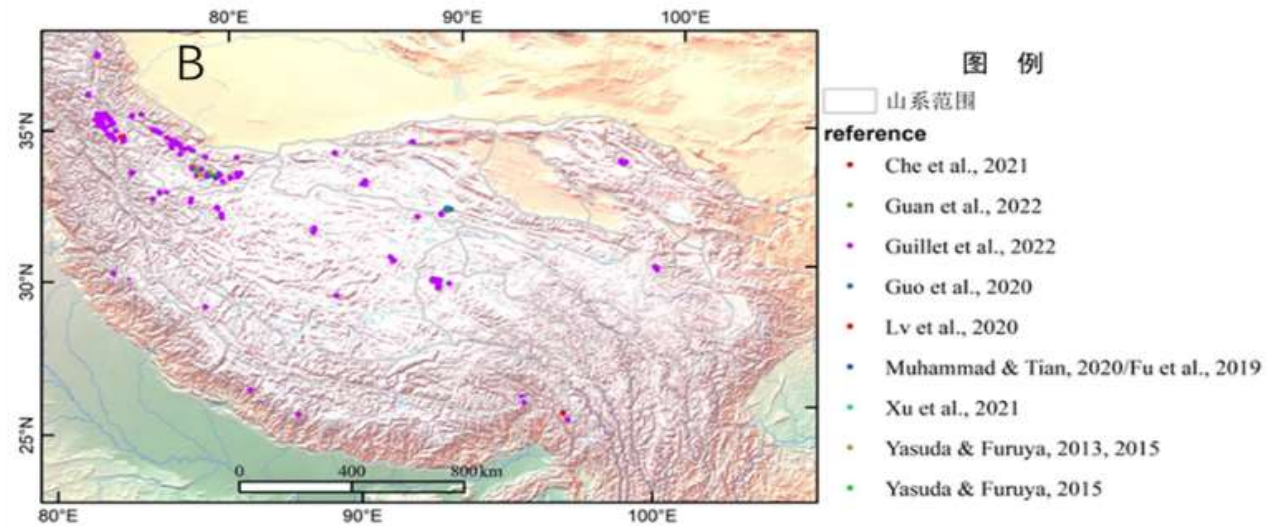 80°E 90°E 100°E
B
35°N
30°N
25°N
0 400 800km
80°E 90°E 100°E
图 例
山系范围
reference
Che et al., 2021
Guan et al., 2022
Guillet et al., 2022
Guo et al., 2020
Lv et al., 2020
Muhammad & Tian, 2020/Fu et al., 2019
Xu et al., 2021
Yasuda & Furuya, 2013, 2015
Yasuda & Furuya, 2015